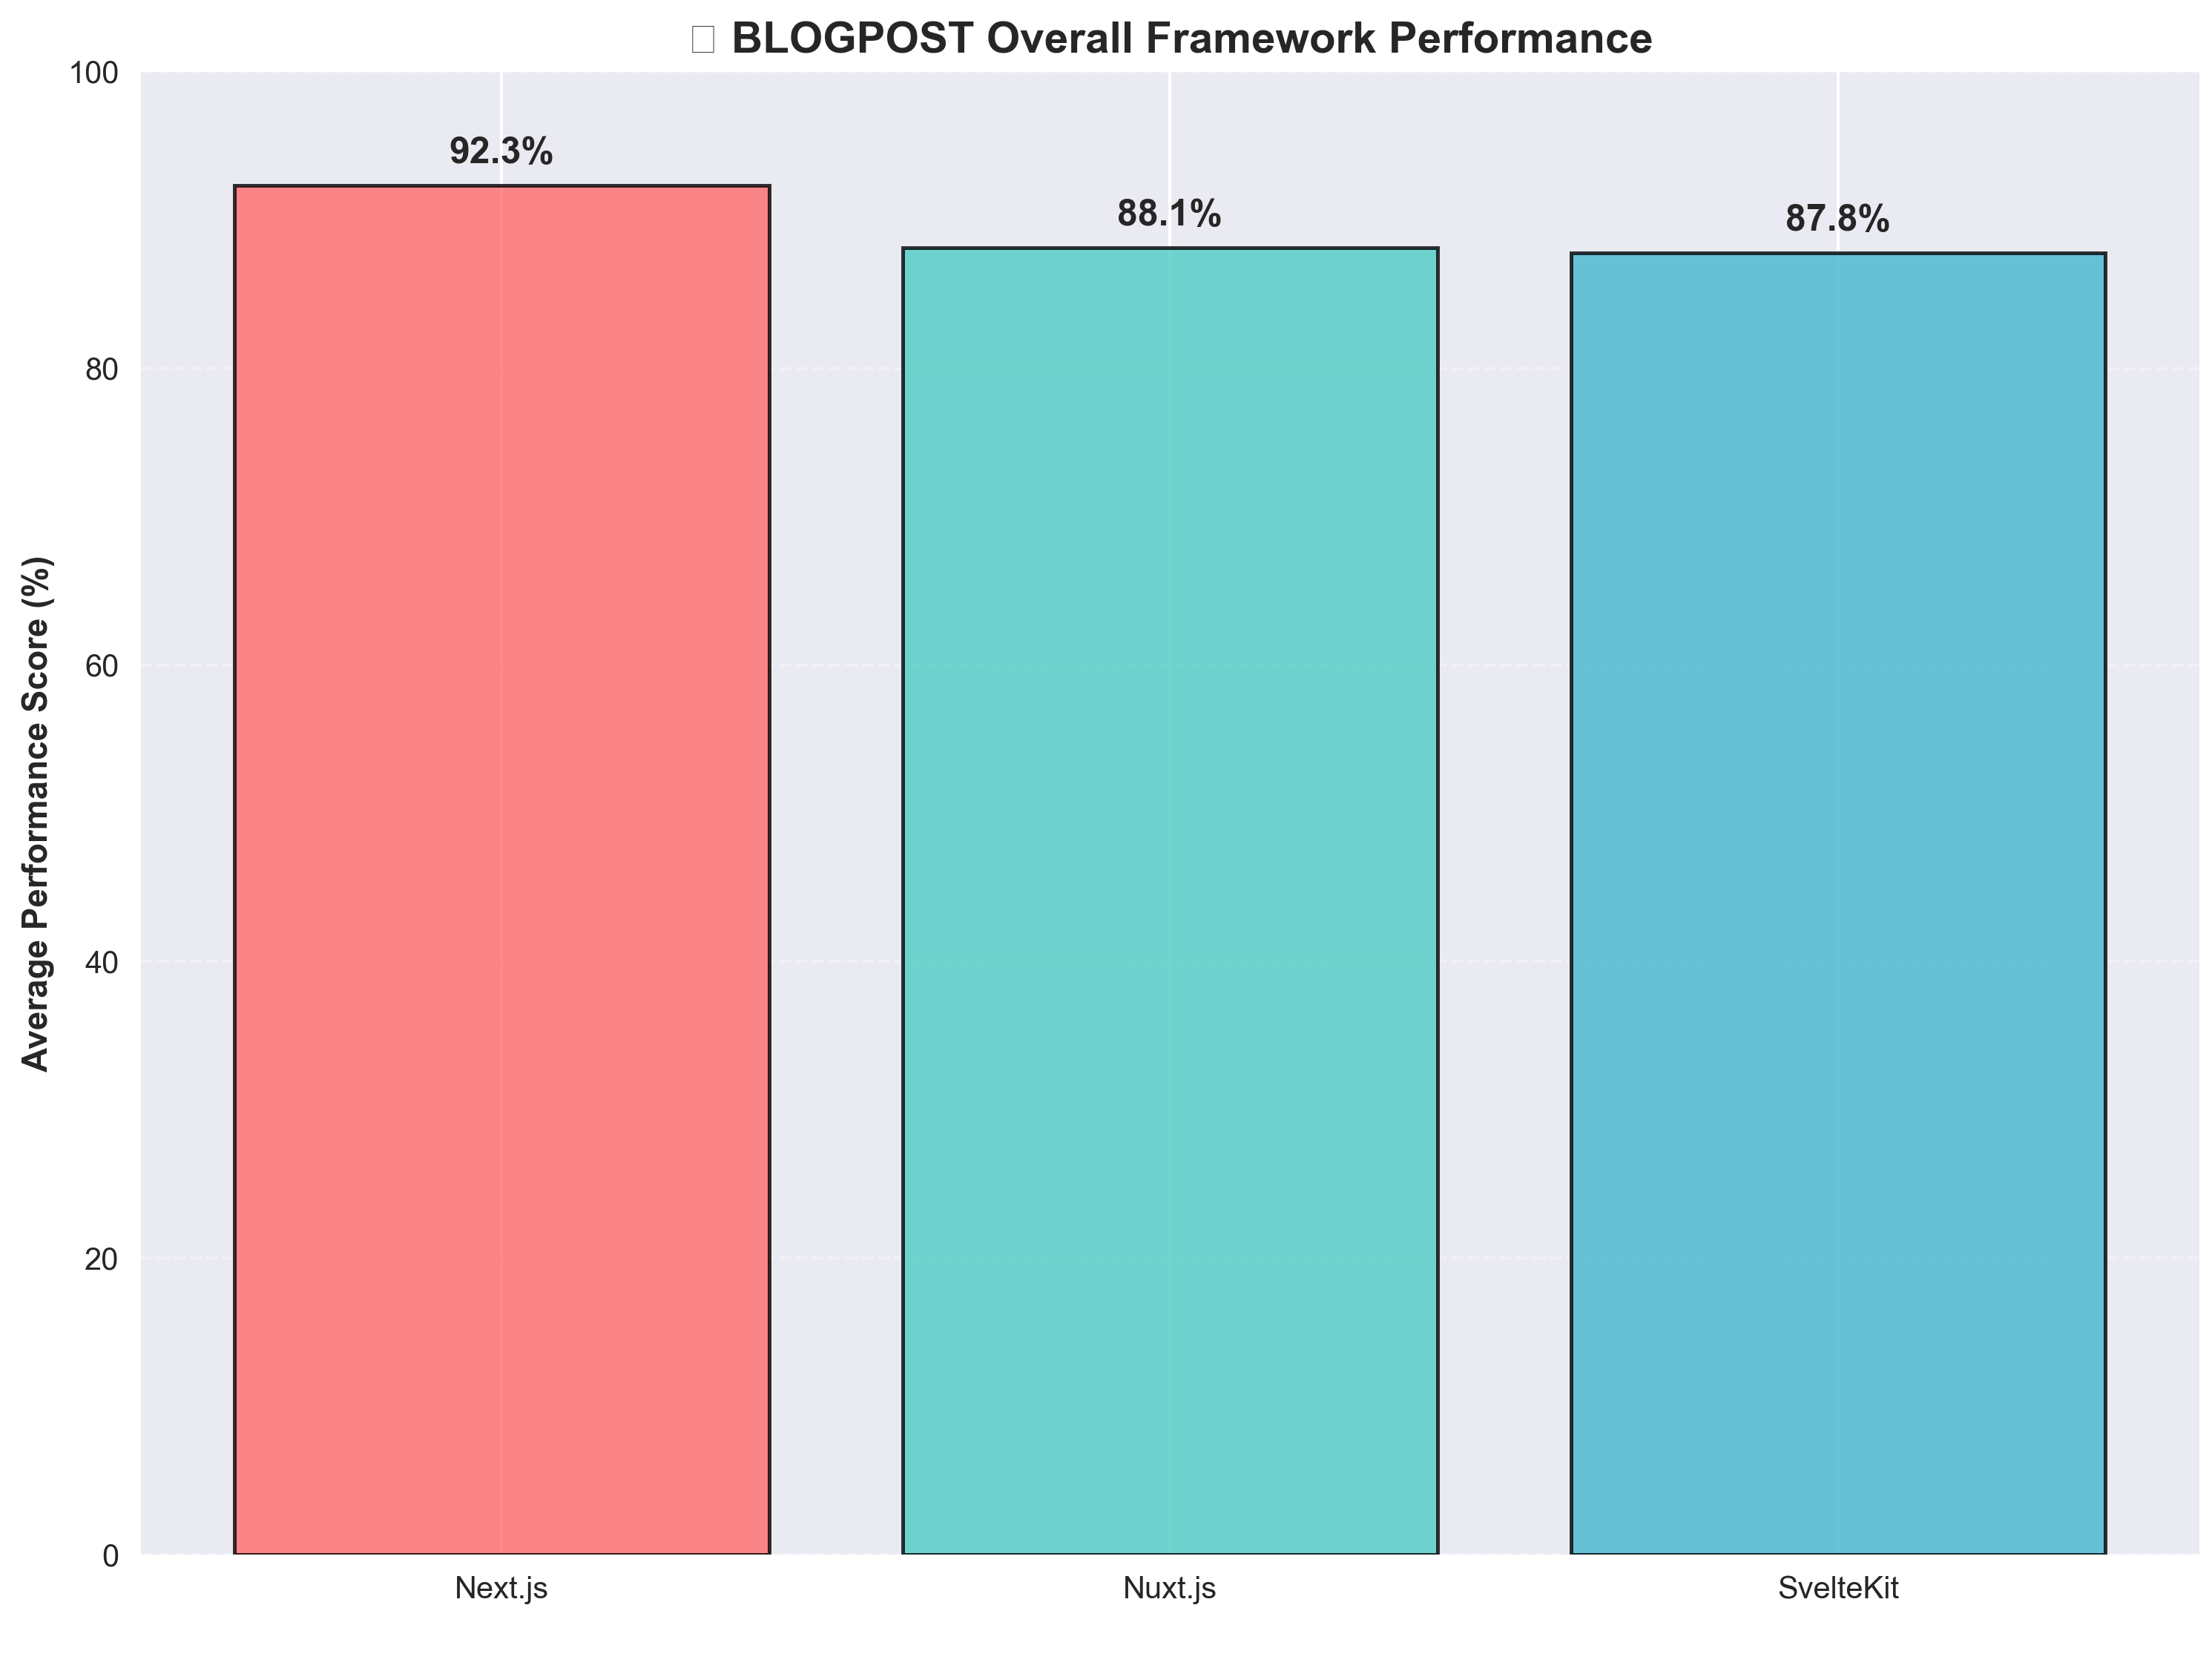 BLOGPOST Overall Framework Performance
Average Performance Score (%)
100
80
60
40
20
0
92.3%
88.1%
87.8%
Next.js
Nuxt.js
SvelteKit